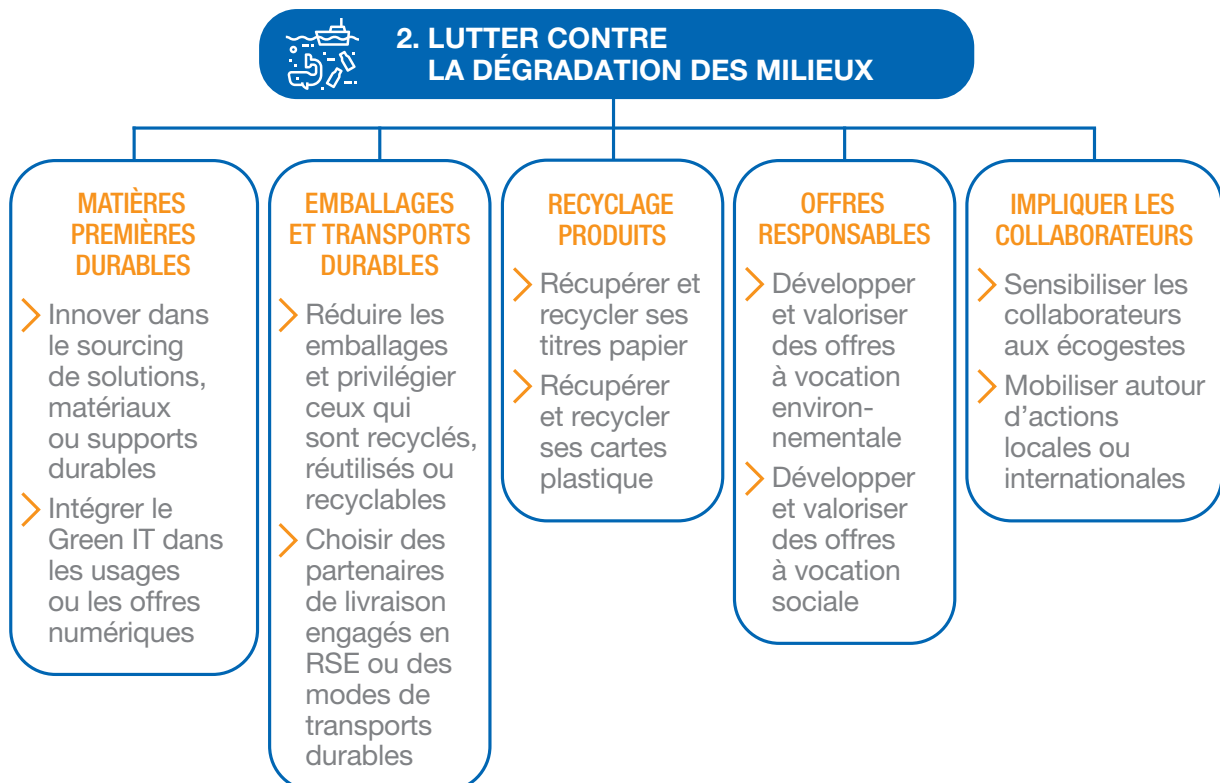 2. LUTTER CONTRE
LA DÉGRADATION DES MILIEUX
MATIÈRES
PREMIÈRES
DURABLES
Innover dans
le sourcing
de solutions,
matériaux
ou supports
durables
Intégrer le
Green IT dans
les usages
ou les offres
numériques
EMBALLAGES
ET TRANSPORTS
DURABLES
Réduire les
emballages
et privilégier
ceux qui
sont recyclés,
réutilisés ou
recyclables
Choisir des
partenaires
de livraison
engagés en
RSE ou des
modes de
transports
durables
RECYCLAGE
PRODUITS
Récupérer et
recycler ses
titres papier
Récupérer
et recycler
ses cartes
plastique
OFFRES
RESPONSABLES
Développer
et valoriser
des offres
à vocation
environ-
nementale
Développer
et valoriser
des offres
à vocation
sociale
IMPLIQUER LES
COLLABORATEURS
Sensibiliser les
collaborateurs
aux écogestes
Mobiliser autour
d’actions
locales ou
internationales